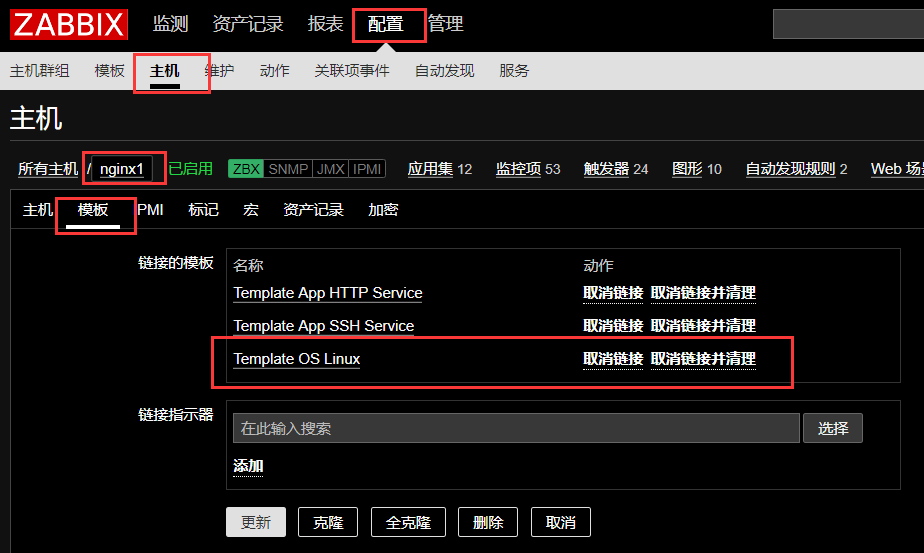 ZABBIX 监测 资产记录 报表 配置 管理
主机群组 模板 主机 维护 动作 关联项事件 自动发现 服务
主机
所有主机 / nginx1 已启用 ZBX SNMP JMX IPMI 应用集 12 监控项 53 触发器 24 图形 10 自动发现规则 2 Web 场
主机 模板 PMI 标记 宏 资产记录 加密
链接的模板 名称 动作
Template App HTTP Service 取消链接 取消链接并清理
Template App SSH Service 取消链接 取消链接并清理
Template OS Linux 取消链接 取消链接并清理
链接指示器 在此输入搜索 选择
添加
更新 克隆 全克隆 删除 取消